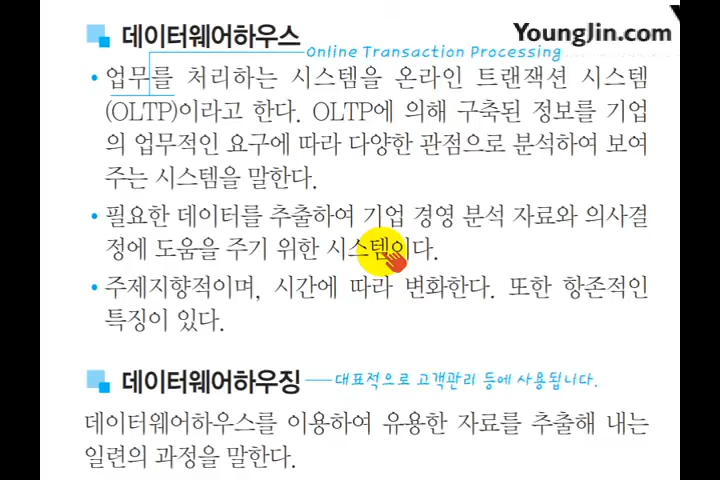 YoungJin.com
데이터웨어하우스
Online Transaction Processing
• 업무를 처리하는 시스템을 온라인 트랜잭션 시스템
(OLTP)이라고 한다. OLTP에 의해 구축된 정보를 기업
의 업무적인 요구에 따라 다양한 관점으로 분석하여 보여
주는 시스템을 말한다.
• 필요한 데이터를 추출하여 기업 경영 분석 자료와 의사결
정에 도움을 주기 위한 시스템이다.
• 주제지향적이며, 시간에 따라 변화한다. 또한 항존적인
특징이 있다.
데이터웨어하우징
대표적으로 고객관리 등에 사용됩니다.
데이터웨어하우스를 이용하여 유용한 자료를 추출해 내는
일련의 과정을 말한다.